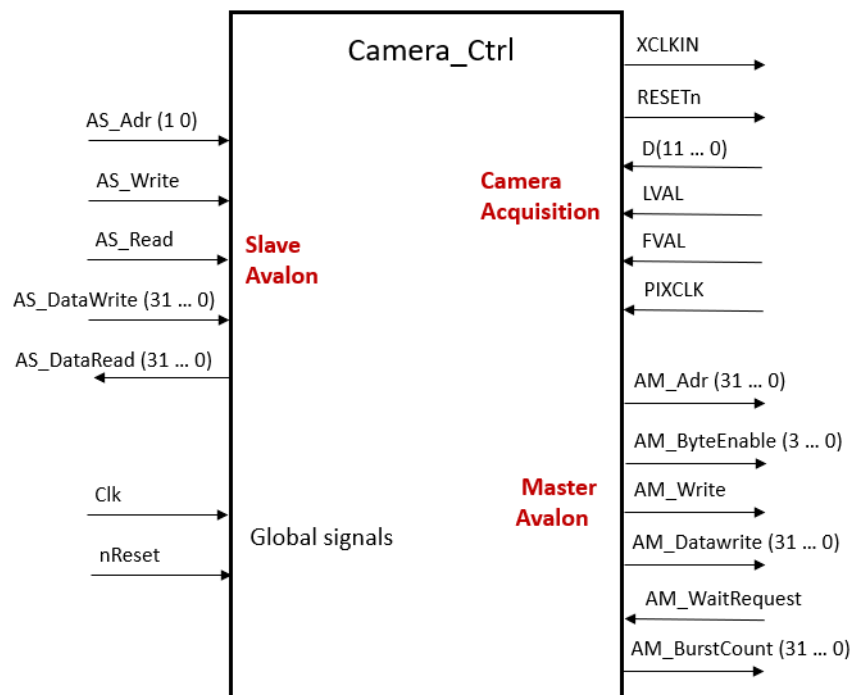 Camera_Ctrl
AS_Adr (1 0)
AS_Write
AS_Read
AS_DataWrite (31 ... 0)
AS_DataRead (31 ... 0)
Slave
Avalon
Clk
nReset
Global signals
XCLKIN
RESETn
D(11 ... 0)
LVAL
FVAL
PIXCLK
Camera
Acquisition
AM_Adr (31 ... 0)
AM_ByteEnable (3 ... 0)
AM_Write
AM_Datawrite (31 ... 0)
AM_WaitRequest
AM_BurstCount (31 ... 0)
Master
Avalon